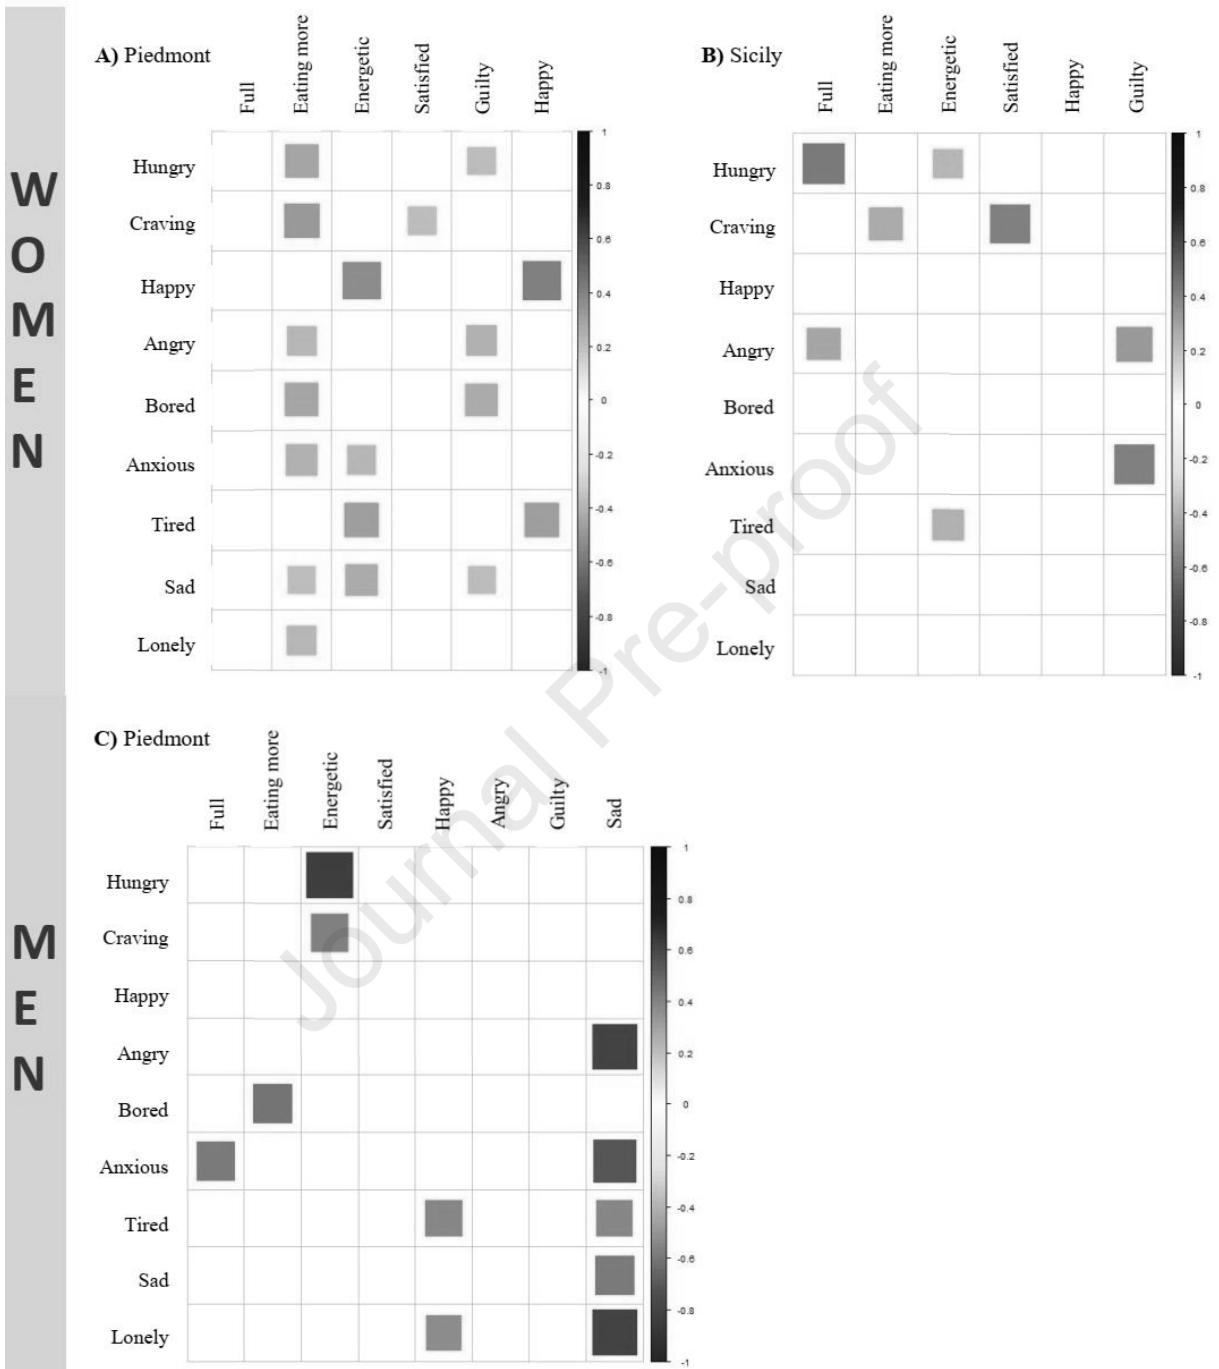 WOMEN
A) Piedmont
Full
Eating more
Energetic
Satisfied
Guilty
Happy
Hungry
Craving
Happy
Angry
Bored
Anxious
Tired
Sad
Lonely
1
0.8
0.6
0.4
0.2
0
-0.2
-0.4
-0.6
-0.8
-1
B) Sicily
Full
Eating more
Energetic
Satisfied
Happy
Guilty
Hungry
Craving
Happy
Angry
Bored
Anxious
Tired
Sad
Lonely
1
0.8
0.6
0.4
0.2
0
-0.2
-0.4
-0.6
-0.8
-1
MEN
C) Piedmont
Full
Eating more
Energetic
Satisfied
Happy
Angry
Guilty
Sad
Hungry
Craving
Happy
Angry
Bored
Anxious
Tired
Sad
Lonely
1
0.8
0.6
0.4
0.2
0
-0.2
-0.4
-0.6
-0.8
-1
Journal Pre-proof